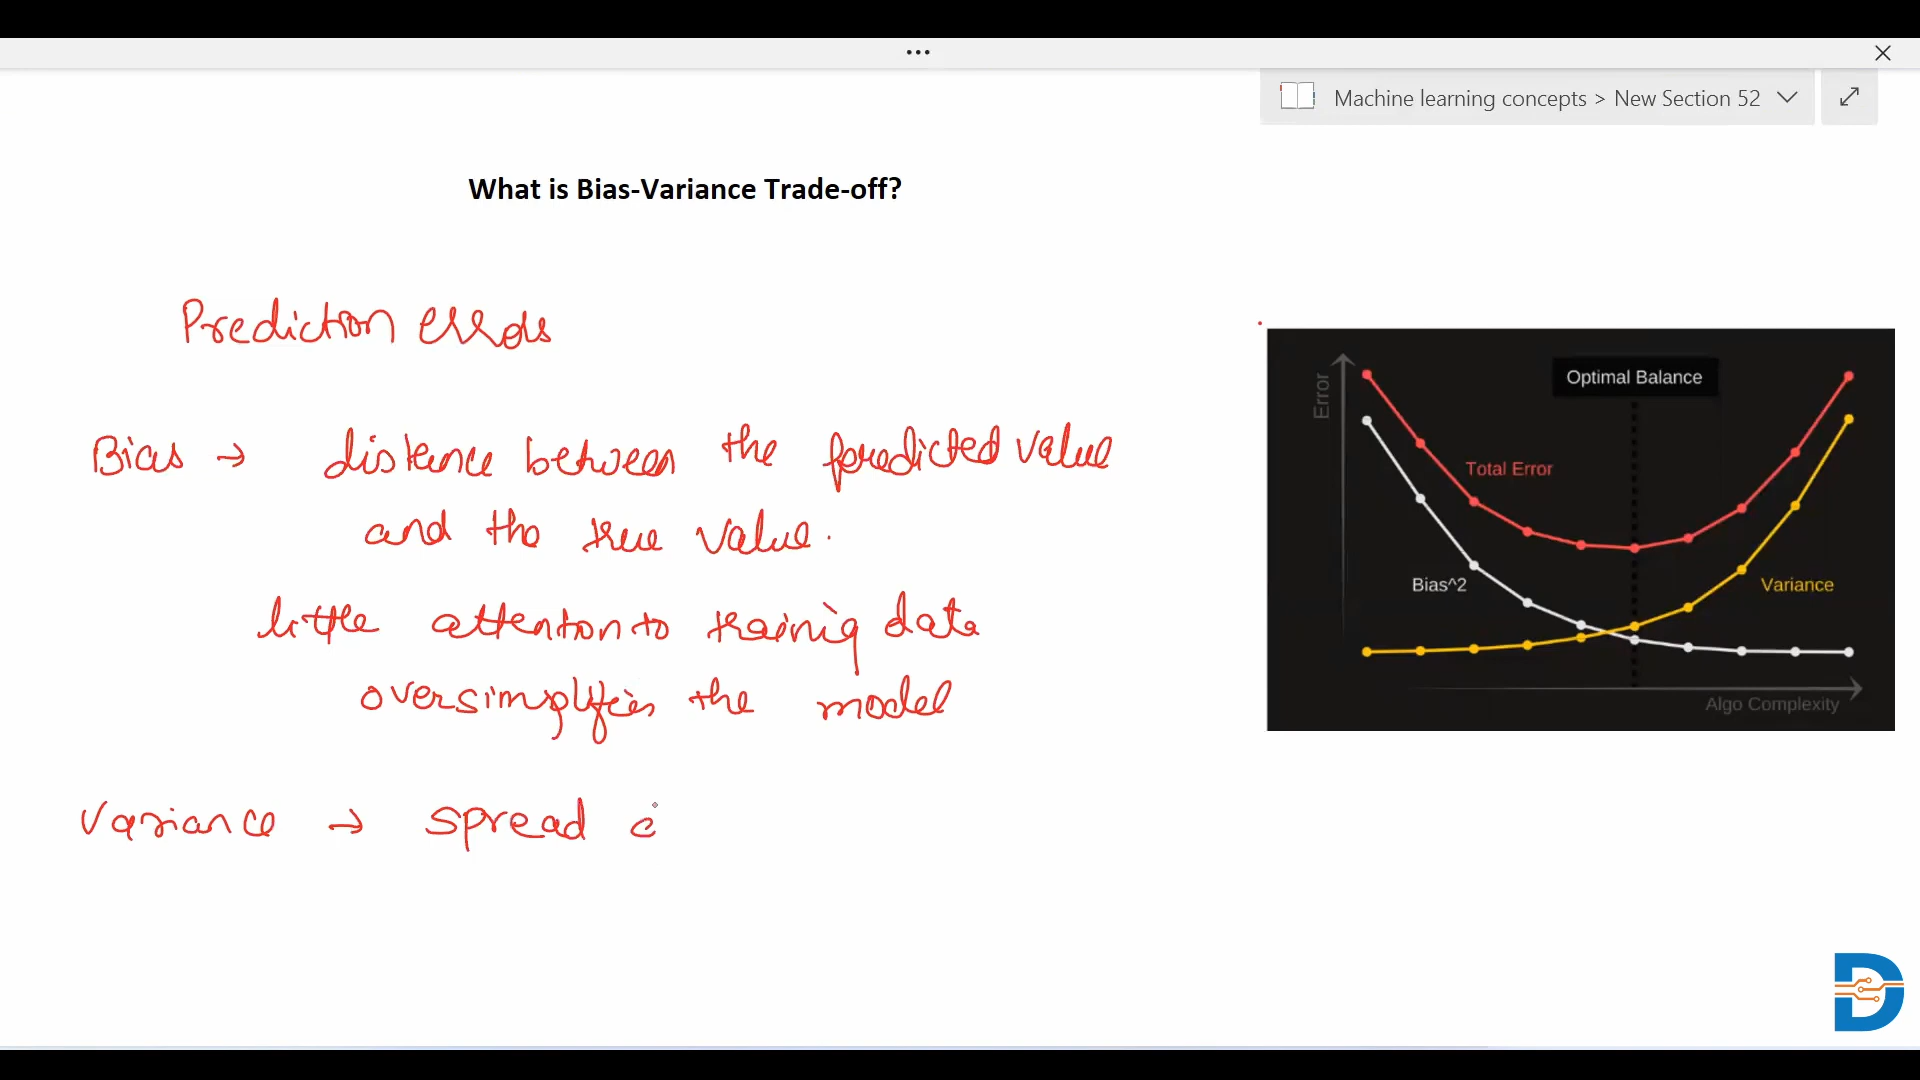 Machine learning concepts > New Section 52
What is Bias-Variance Trade-off?
Prediction errors
Bias → distance between the predicted value
and the true value.
little attention to training data
oversimplifies the model
Variance → spread
Error
Optimal Balance
Total Error
Bias^2
Variance
Algo Complexity